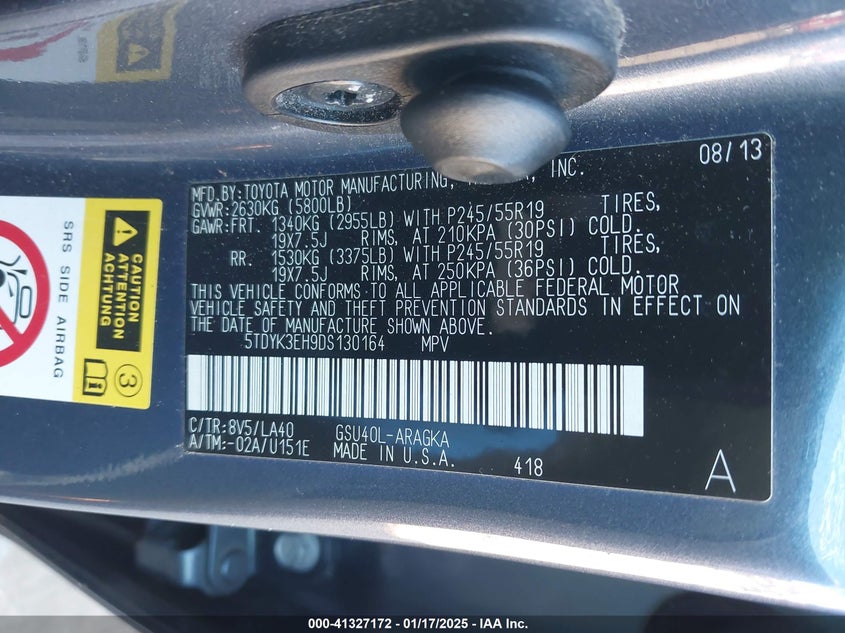 08/13
MFD.BY:TOYOTA MOTOR MANUFACTURING, INC.
GVWR:2630KG (5800LB)
GAWR:FRT. 1340KG (2955LB) WITH P245/55R19 TIRES,
19X7.5J RIMS, AT 210KPA (30PSI) COLD.
RR. 1530KG (3375LB) WITH P245/55R19 TIRES,
19X7.5J RIMS, AT 250KPA (36PSI) COLD.
THIS VEHICLE CONFORMS TO ALL APPLICABLE FEDERAL MOTOR
VEHICLE SAFETY AND THEFT PREVENTION STANDARDS IN EFFECT ON
THE DATE OF MANUFACTURE SHOWN ABOVE.
5TDYK3EH9DS130164 MPV
C/TR:8V5/LA40 GSU40L-ARAGKA
A/TM:-02A/U151E MADE IN U.S.A. 418
A
SRS SIDE AIRBAG
CAUTION
ATTENTION
ACHTUNG
3
000-41327172 — 01/17/2025 — IAA Inc.